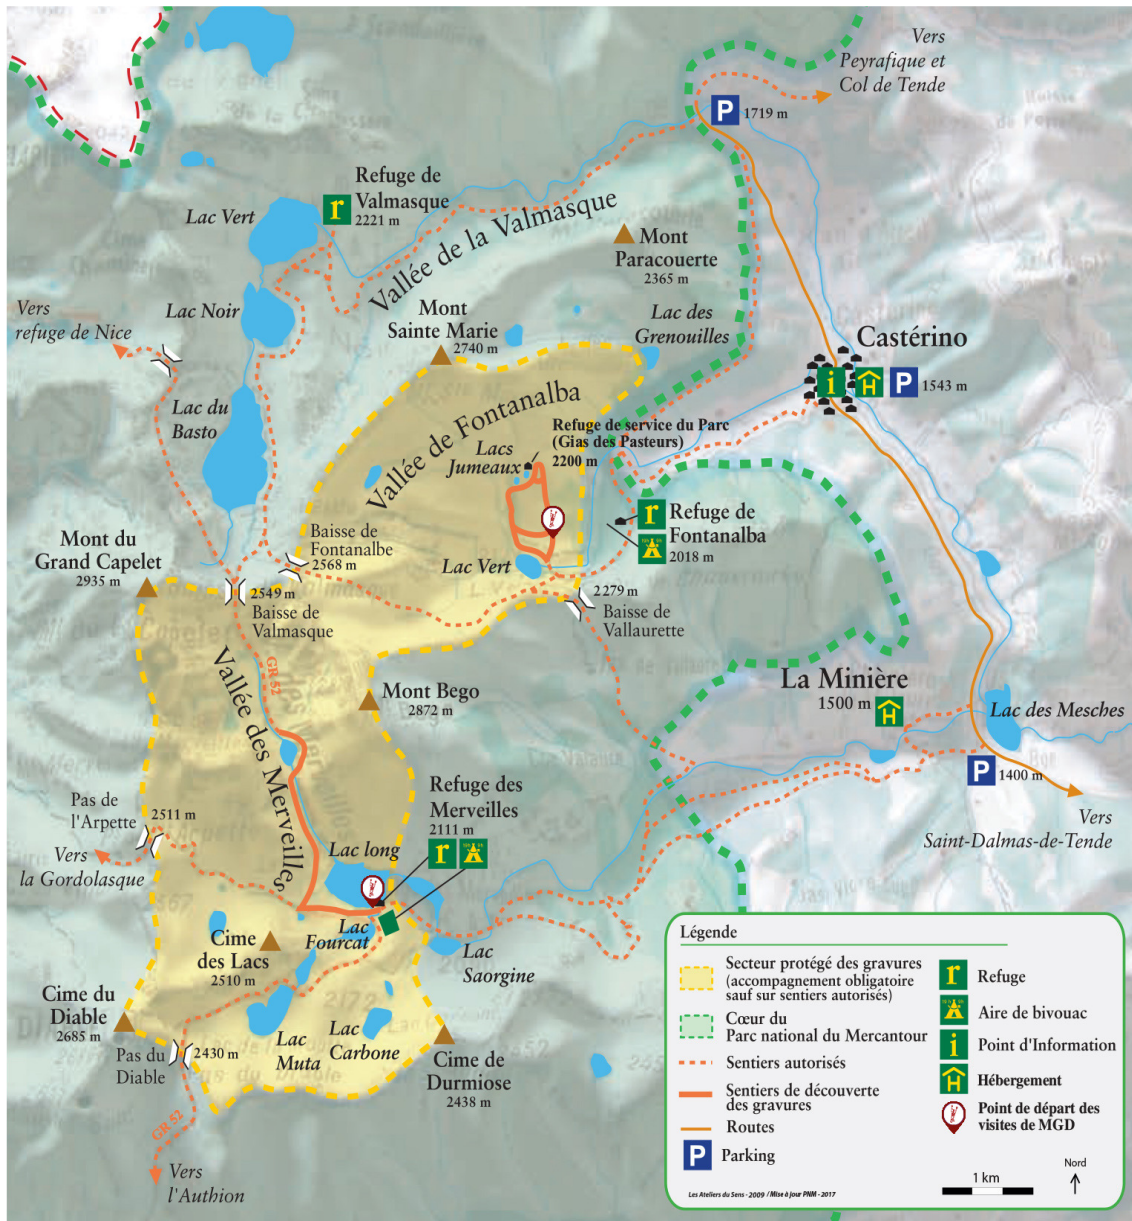 Vers
Peyrafique et
Col de Tende
P
1719 m
Refuge de
Valmasque
2221 m
r
Lac Vert
Vallée de la Valmasque
Mont
Paracouerte
2365 m
Vers
refuge de Nice
Lac Noir
Mont
Sainte Marie
2740 m
Lac des
Grenouilles
Castérino
i
H
P
1543 m
Lac du
Basto
Vallée de Fontanalba
Refuge de service du Parc
(Gias des Pasteurs)
2200 m
Lacs
Jumeaux
r
Refuge de
Fontanalba
2018 m
Mont du
Grand Capelet
2935 m
Baisse de
Fontanalbe
2568 m
Lac Vert
2549 m
Baisse de
Valmasque
2279 m
Baisse de
Vallaurette
GR 52
Vallée des Merveilles
Mont Bego
2872 m
La Minière
1500 m
H
Lac des Mesches
P
1400 m
Vers
Saint-Dalmas-de-Tende
Pas de
l'Arpette
2511 m
Vers
la Gordolasque
Refuge des
Merveilles
2111 m
r
Lac long
Lac
Fourcat
Lac
Saorgine
Cime
des Lacs
2510 m
Cime du
Diable
2685 m
Pas du
Diable
2430 m
Lac
Muta
Lac
Carbone
Cime de
Durmiose
2438 m
GR 52
Vers
l'Authion
Légende
Secteur protégé des gravures
(accompagnement obligatoire
sauf sur sentiers autorisés)
Cœur du
Parc national du Mercantour
Sentiers autorisés
Sentiers de découverte
des gravures
Routes
P
Parking
r
Refuge
Aire de bivouac
i
Point d'Information
H
Hébergement
Point de départ des
visites de MGD
1 km
Nord
Les Ateliers du Sens - 2009 / Mise à jour PNM - 2017